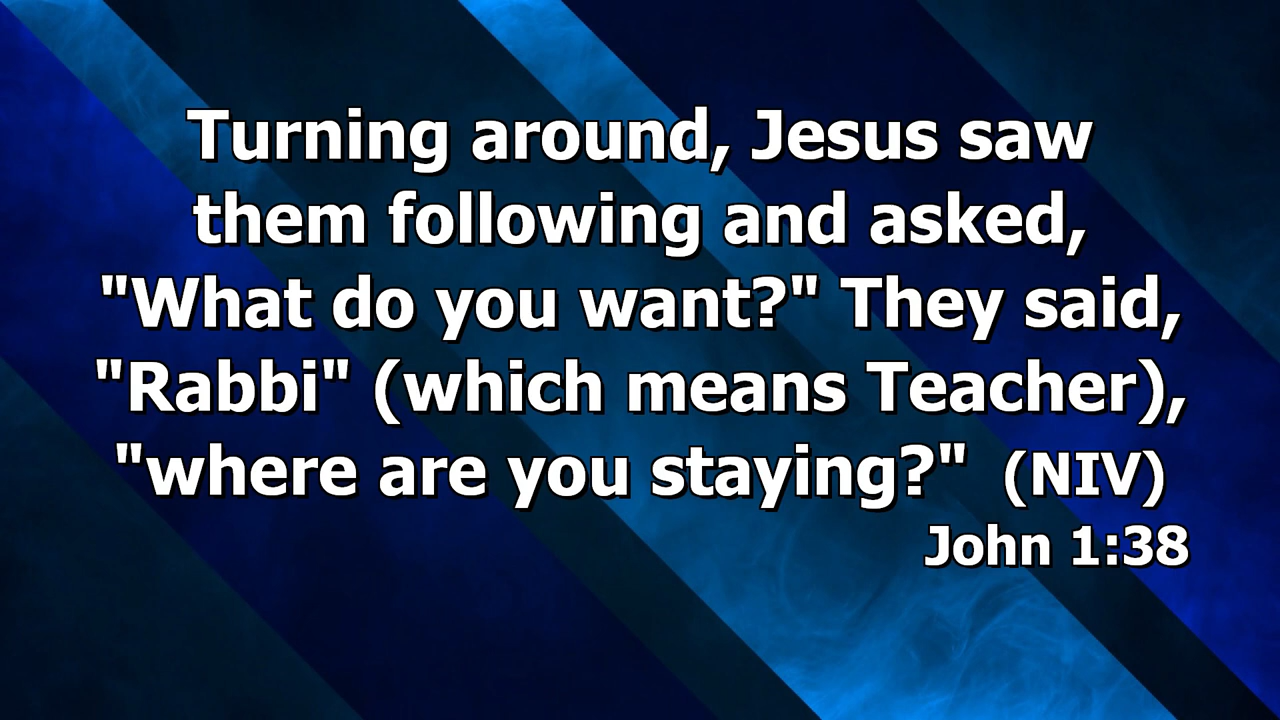 Turning around, Jesus saw
them following and asked,
"What do you want?" They said,
"Rabbi" (which means Teacher),
"where are you staying?" (NIV)
John 1:38